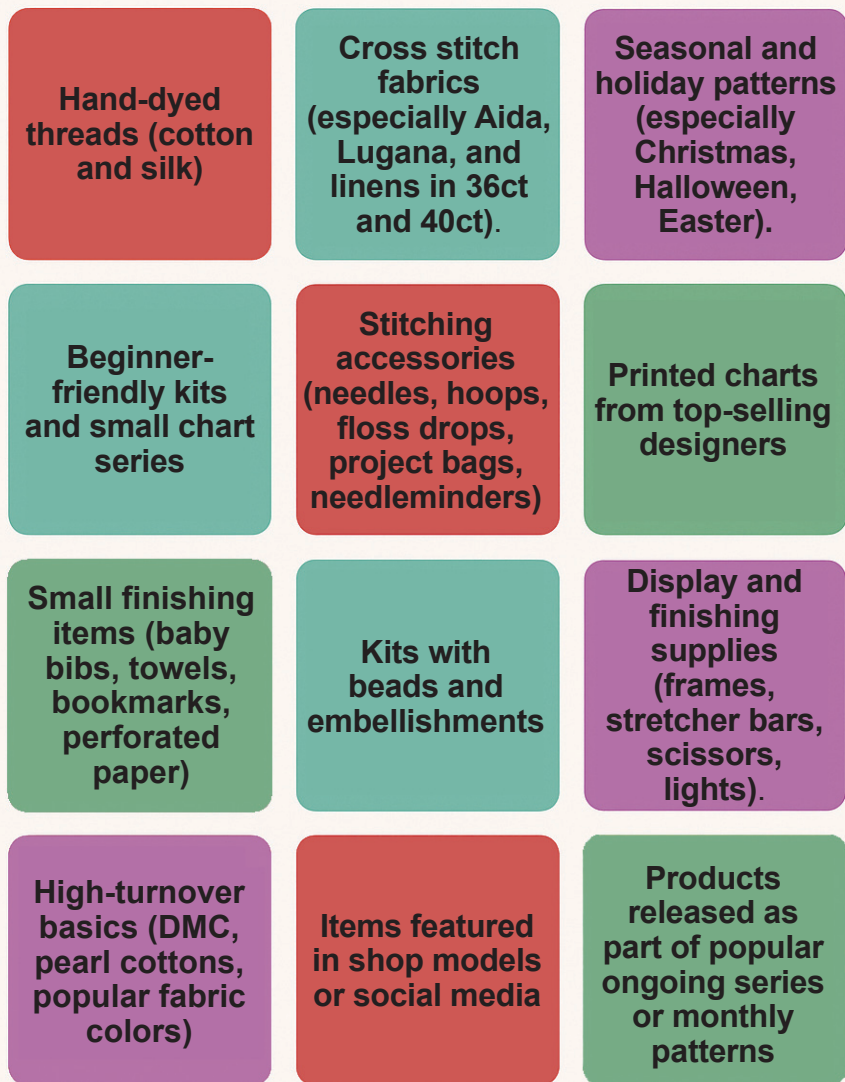 Hand-dyed
threads (cotton
and silk)
Cross stitch
fabrics
(especially Aida,
Lugana, and
linens in 36ct
and 40ct).
Seasonal and
holiday patterns
(especially
Christmas,
Halloween,
Easter).
Beginner-
friendly kits
and small chart
series
Stitching
accessories
(needles, hoops,
floss drops,
project bags,
needleminders)
Printed charts
from top-selling
designers
Small finishing
items (baby
bibs, towels,
bookmarks,
perforated
paper)
Kits with
beads and
embellishments
Display and
finishing
supplies
(frames,
stretcher bars,
scissors,
lights).
High-turnover
basics (DMC,
pearl cottons,
popular fabric
colors)
Items featured
in shop models
or social media
Products
released as
part of popular
ongoing series
or monthly
patterns